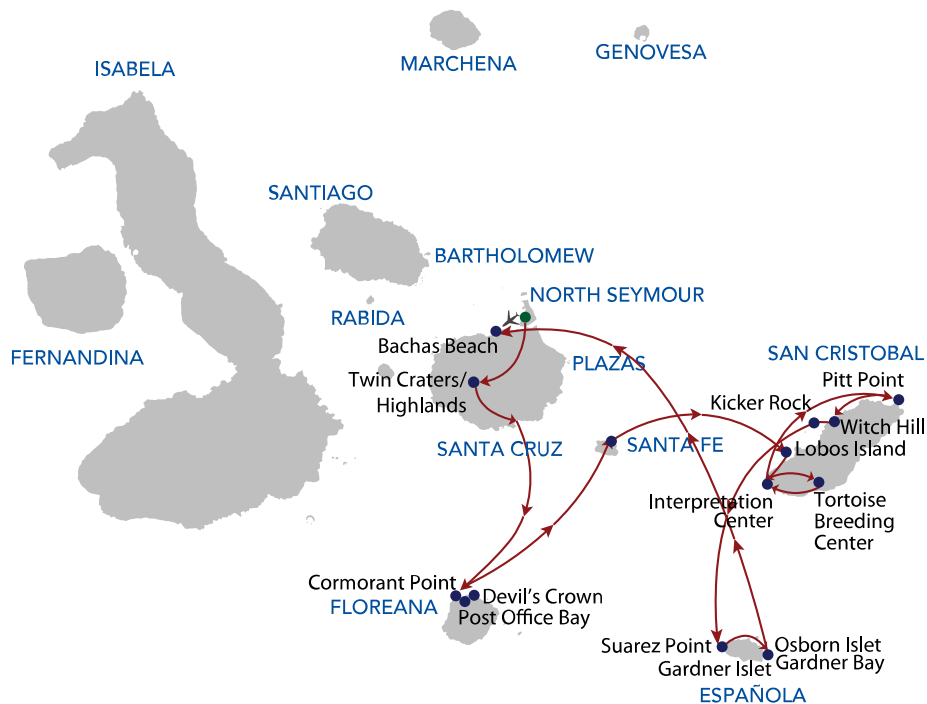 MARCHENA
GENOVESA
ISABELA
SANTIAGO
BARTHOLOMEW
NORTH SEYMOUR
RABIDA
Bachas Beach
FERNANDINA
PLAZAS
SAN CRISTOBAL
Twin Craters/
Highlands
Pitt Point
Kicker Rock
Witch Hill
SANTA CRUZ
SANTA FE
Lobos Island
Interpretation
Center
Tortoise
Breeding
Center
Cormorant Point
FLOREANA
Devil's Crown
Post Office Bay
Suarez Point
Gardner Islet
Osborn Islet
Gardner Bay
ESPAÑOLA